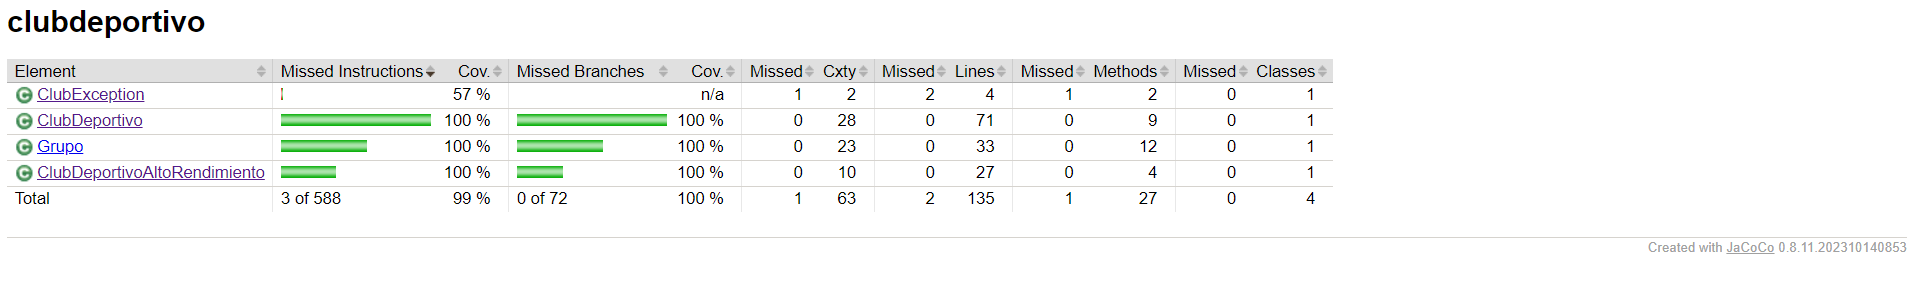 clubdeportivo
Element Missed Instructions Cov. Missed Branches Cov. Missed Cxty Missed Lines Missed Methods Missed Classes
C ClubException 57 % n/a 1 2 2 4 1 2 0 1
C ClubDeportivo 100 % 100 % 0 28 0 71 0 9 0 1
C Grupo 100 % 100 % 0 23 0 33 0 12 0 1
C ClubDeportivoAltoRendimiento 100 % 100 % 0 10 0 27 0 4 0 1
Total 3 of 588 99 % 0 of 72 100 % 1 63 2 135 1 27 0 4
Created with JaCoCo 0.8.11.202310140853